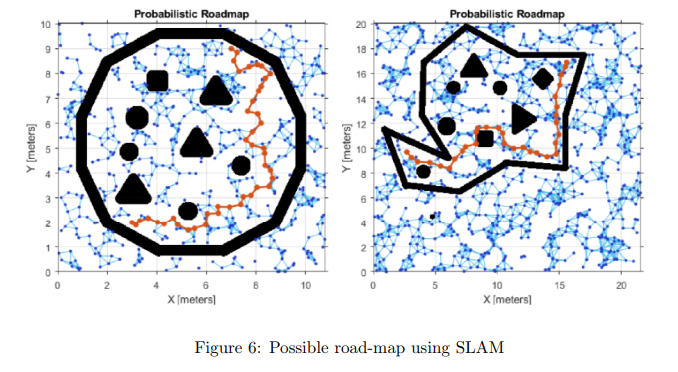 Probabilistic Roadmap
10
9
8
7
6
5
4
3
2
1
0
Y [meters]
0 2 4 6 8 10
X [meters]
Probabilistic Roadmap
20
18
16
14
12
10
8
6
4
2
0
Y [meters]
0 5 10 15 20
X [meters]
Figure 6: Possible road-map using SLAM